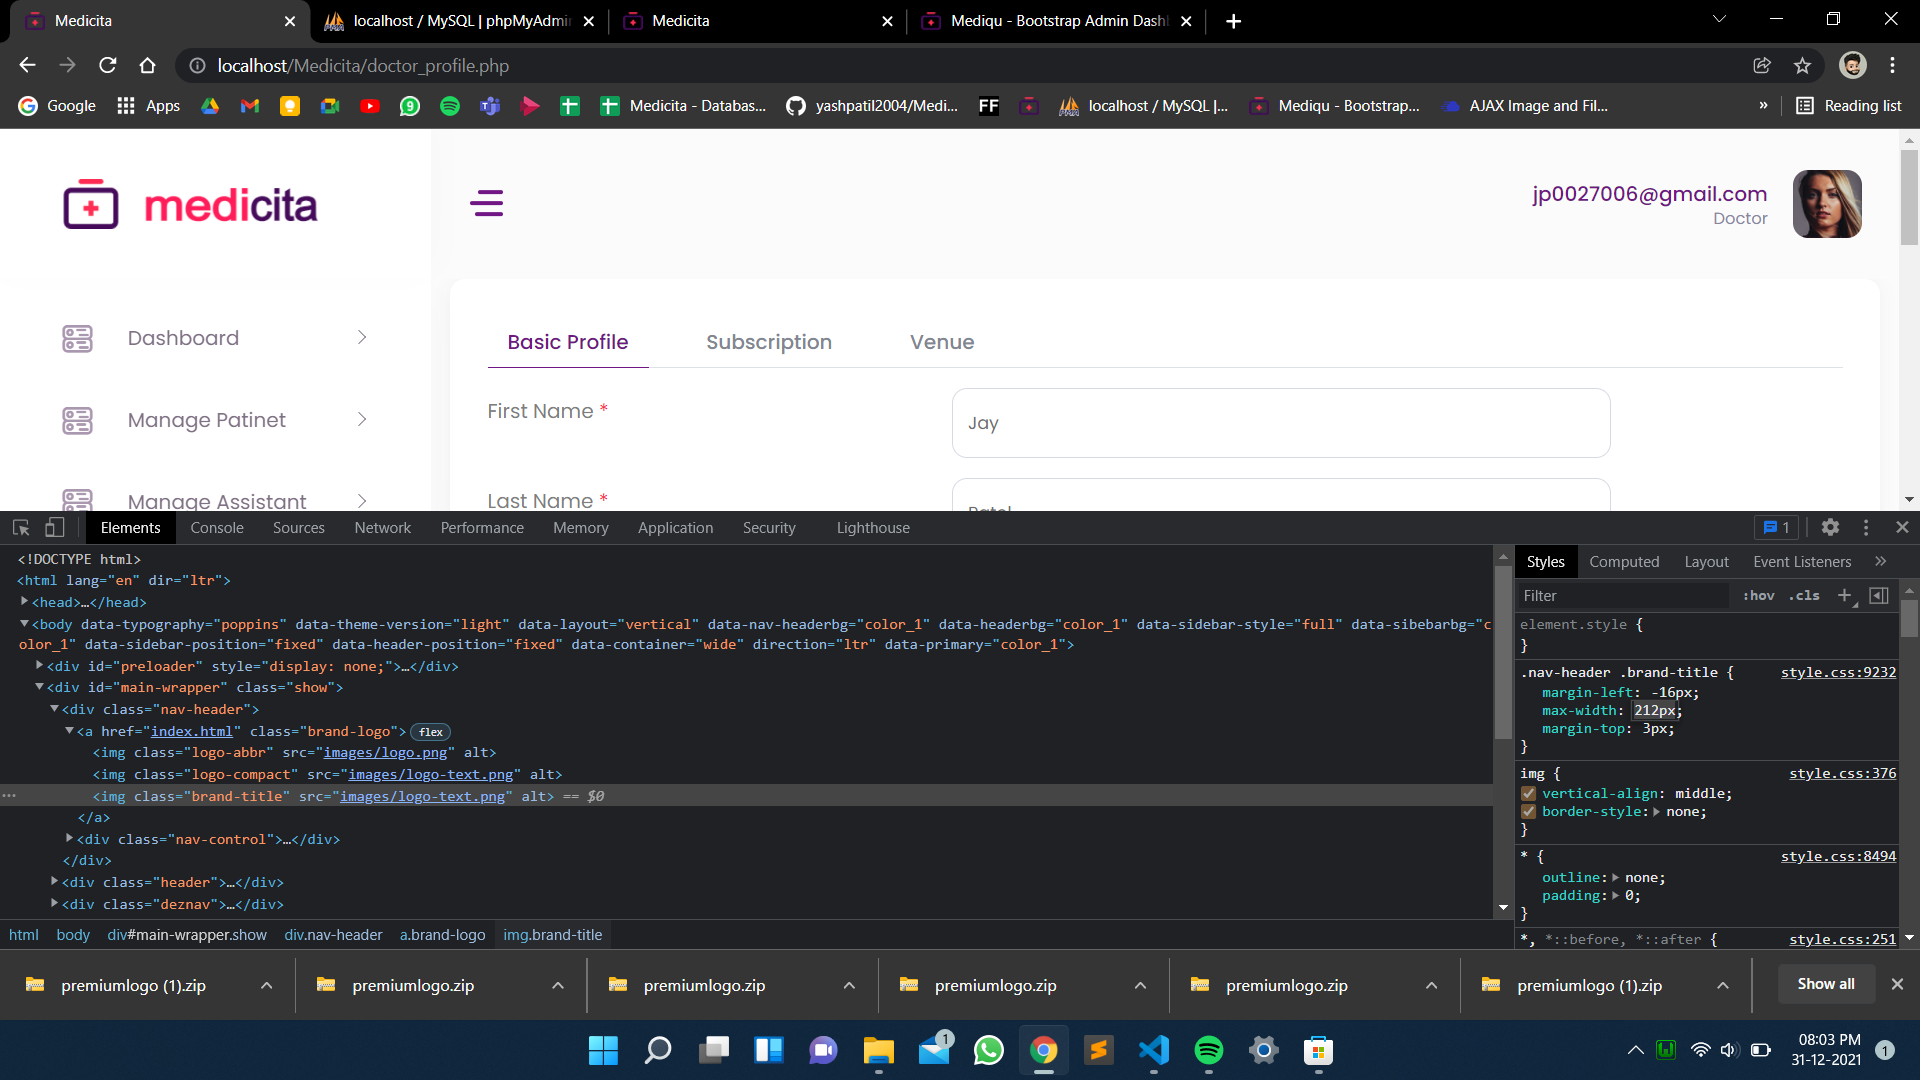 Medicita
localhost / MySQL | phpMyAdmin
Medicita
Mediqu - Bootstrap Admin Dash
localhost/Medicita/doctor_profile.php
Google
Apps
Medicita - Databas...
yashpatil2004/Medi...
FF
localhost / MySQL |...
Mediqu - Bootstrap...
AJAX Image and Fil...
»
Reading list
medicita
jp0027006@gmail.com
Doctor
Dashboard
Manage Patinet
Manage Assistant
Basic Profile
Subscription
Venue
First Name *
Jay
Last Name *
Patel
Elements
Console
Sources
Network
Performance
Memory
Application
Security
Lighthouse
1
<!DOCTYPE html>
<html lang="en" dir="ltr">
<head>…</head>
<body data-typography="poppins" data-theme-version="light" data-layout="vertical" data-nav-headerbg="color_1" data-headerbg="color_1" data-sidebar-style="full" data-sibebarbg="c
olor_1" data-sidebar-position="fixed" data-header-position="fixed" data-container="wide" direction="ltr" data-primary="color_1">
<div id="preloader" style="display: none;">…</div>
<div id="main-wrapper" class="show">
<div class="nav-header">
<a href="index.html" class="brand-logo"> flex
<img class="logo-abbr" src="images/logo.png" alt>
<img class="logo-compact" src="images/logo-text.png" alt>
<img class="brand-title" src="images/logo-text.png" alt> == $0
</a>
<div class="nav-control">…</div>
</div>
<div class="header">…</div>
<div class="deznav">…</div>
html
body
div#main-wrapper.show
div.nav-header
a.brand-logo
img.brand-title
Styles
Computed
Layout
Event Listeners
»
Filter
:hov
.cls
+
element.style {
}
.nav-header .brand-title {
style.css:9232
margin-left: -16px;
max-width: 212px;
margin-top: 3px;
}
img {
style.css:376
vertical-align: middle;
border-style: none;
}
* {
style.css:8494
outline: none;
padding: 0;
}
*, *::before, *::after {
style.css:251
premiumlogo (1).zip
premiumlogo.zip
premiumlogo.zip
premiumlogo.zip
premiumlogo.zip
premiumlogo (1).zip
Show all
1
08:03 PM
31-12-2021
1